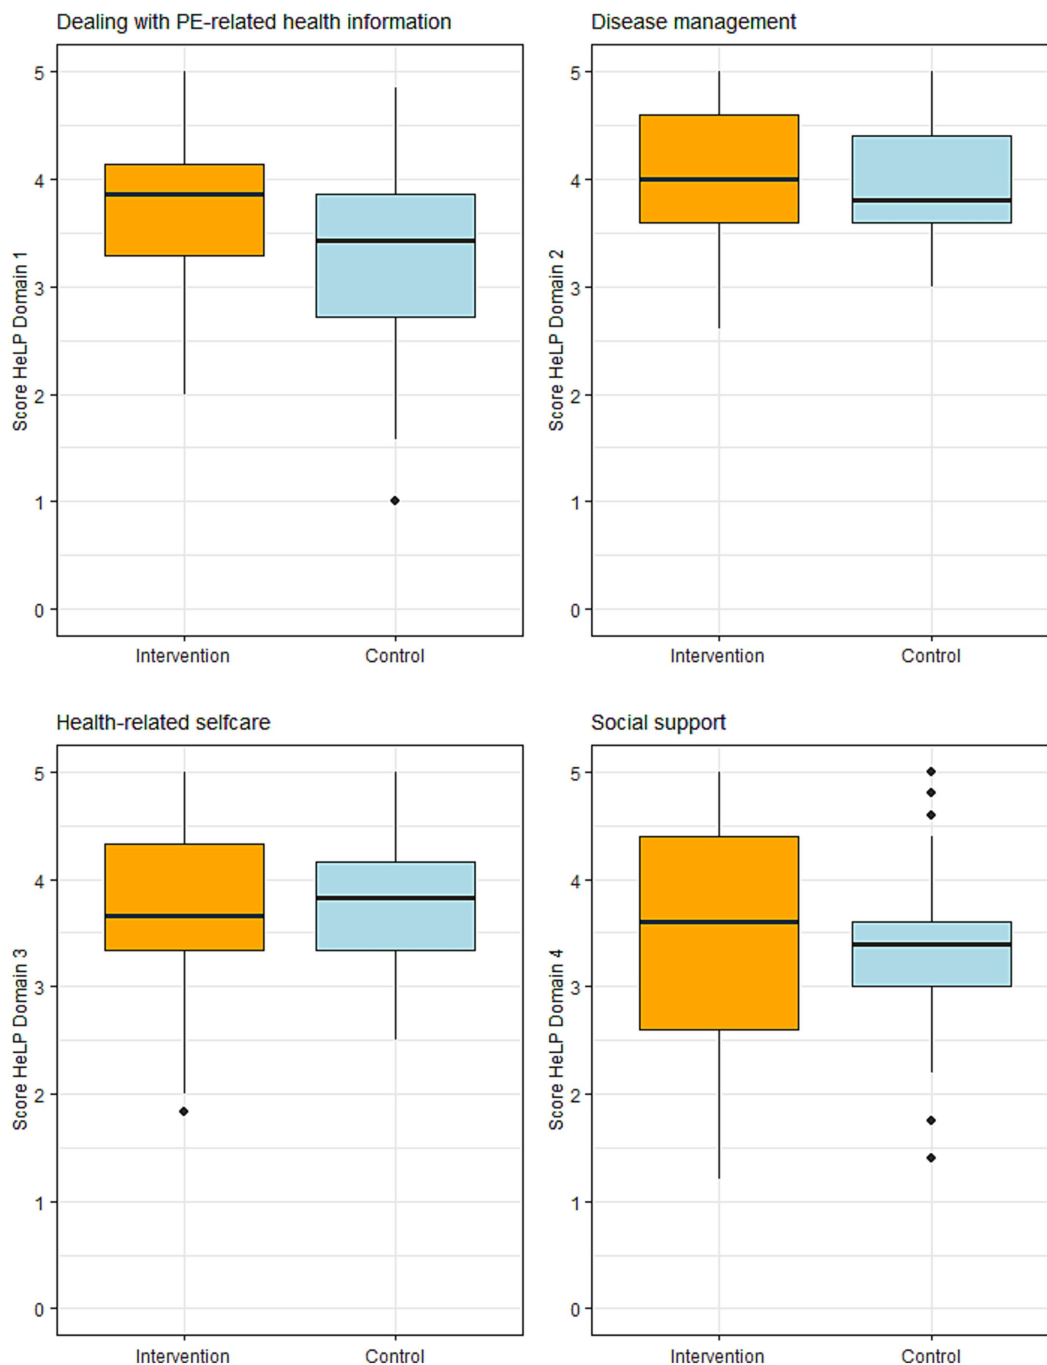 Dealing with PE-related health information
Score HeLP Domain 1
5
4
3
2
1
0
Intervention Control
Disease management
Score HeLP Domain 2
5
4
3
2
1
0
Intervention Control
Health-related selfcare
Score HeLP Domain 3
5
4
3
2
1
0
Intervention Control
Social support
Score HeLP Domain 4
5
4
3
2
1
0
Intervention Control